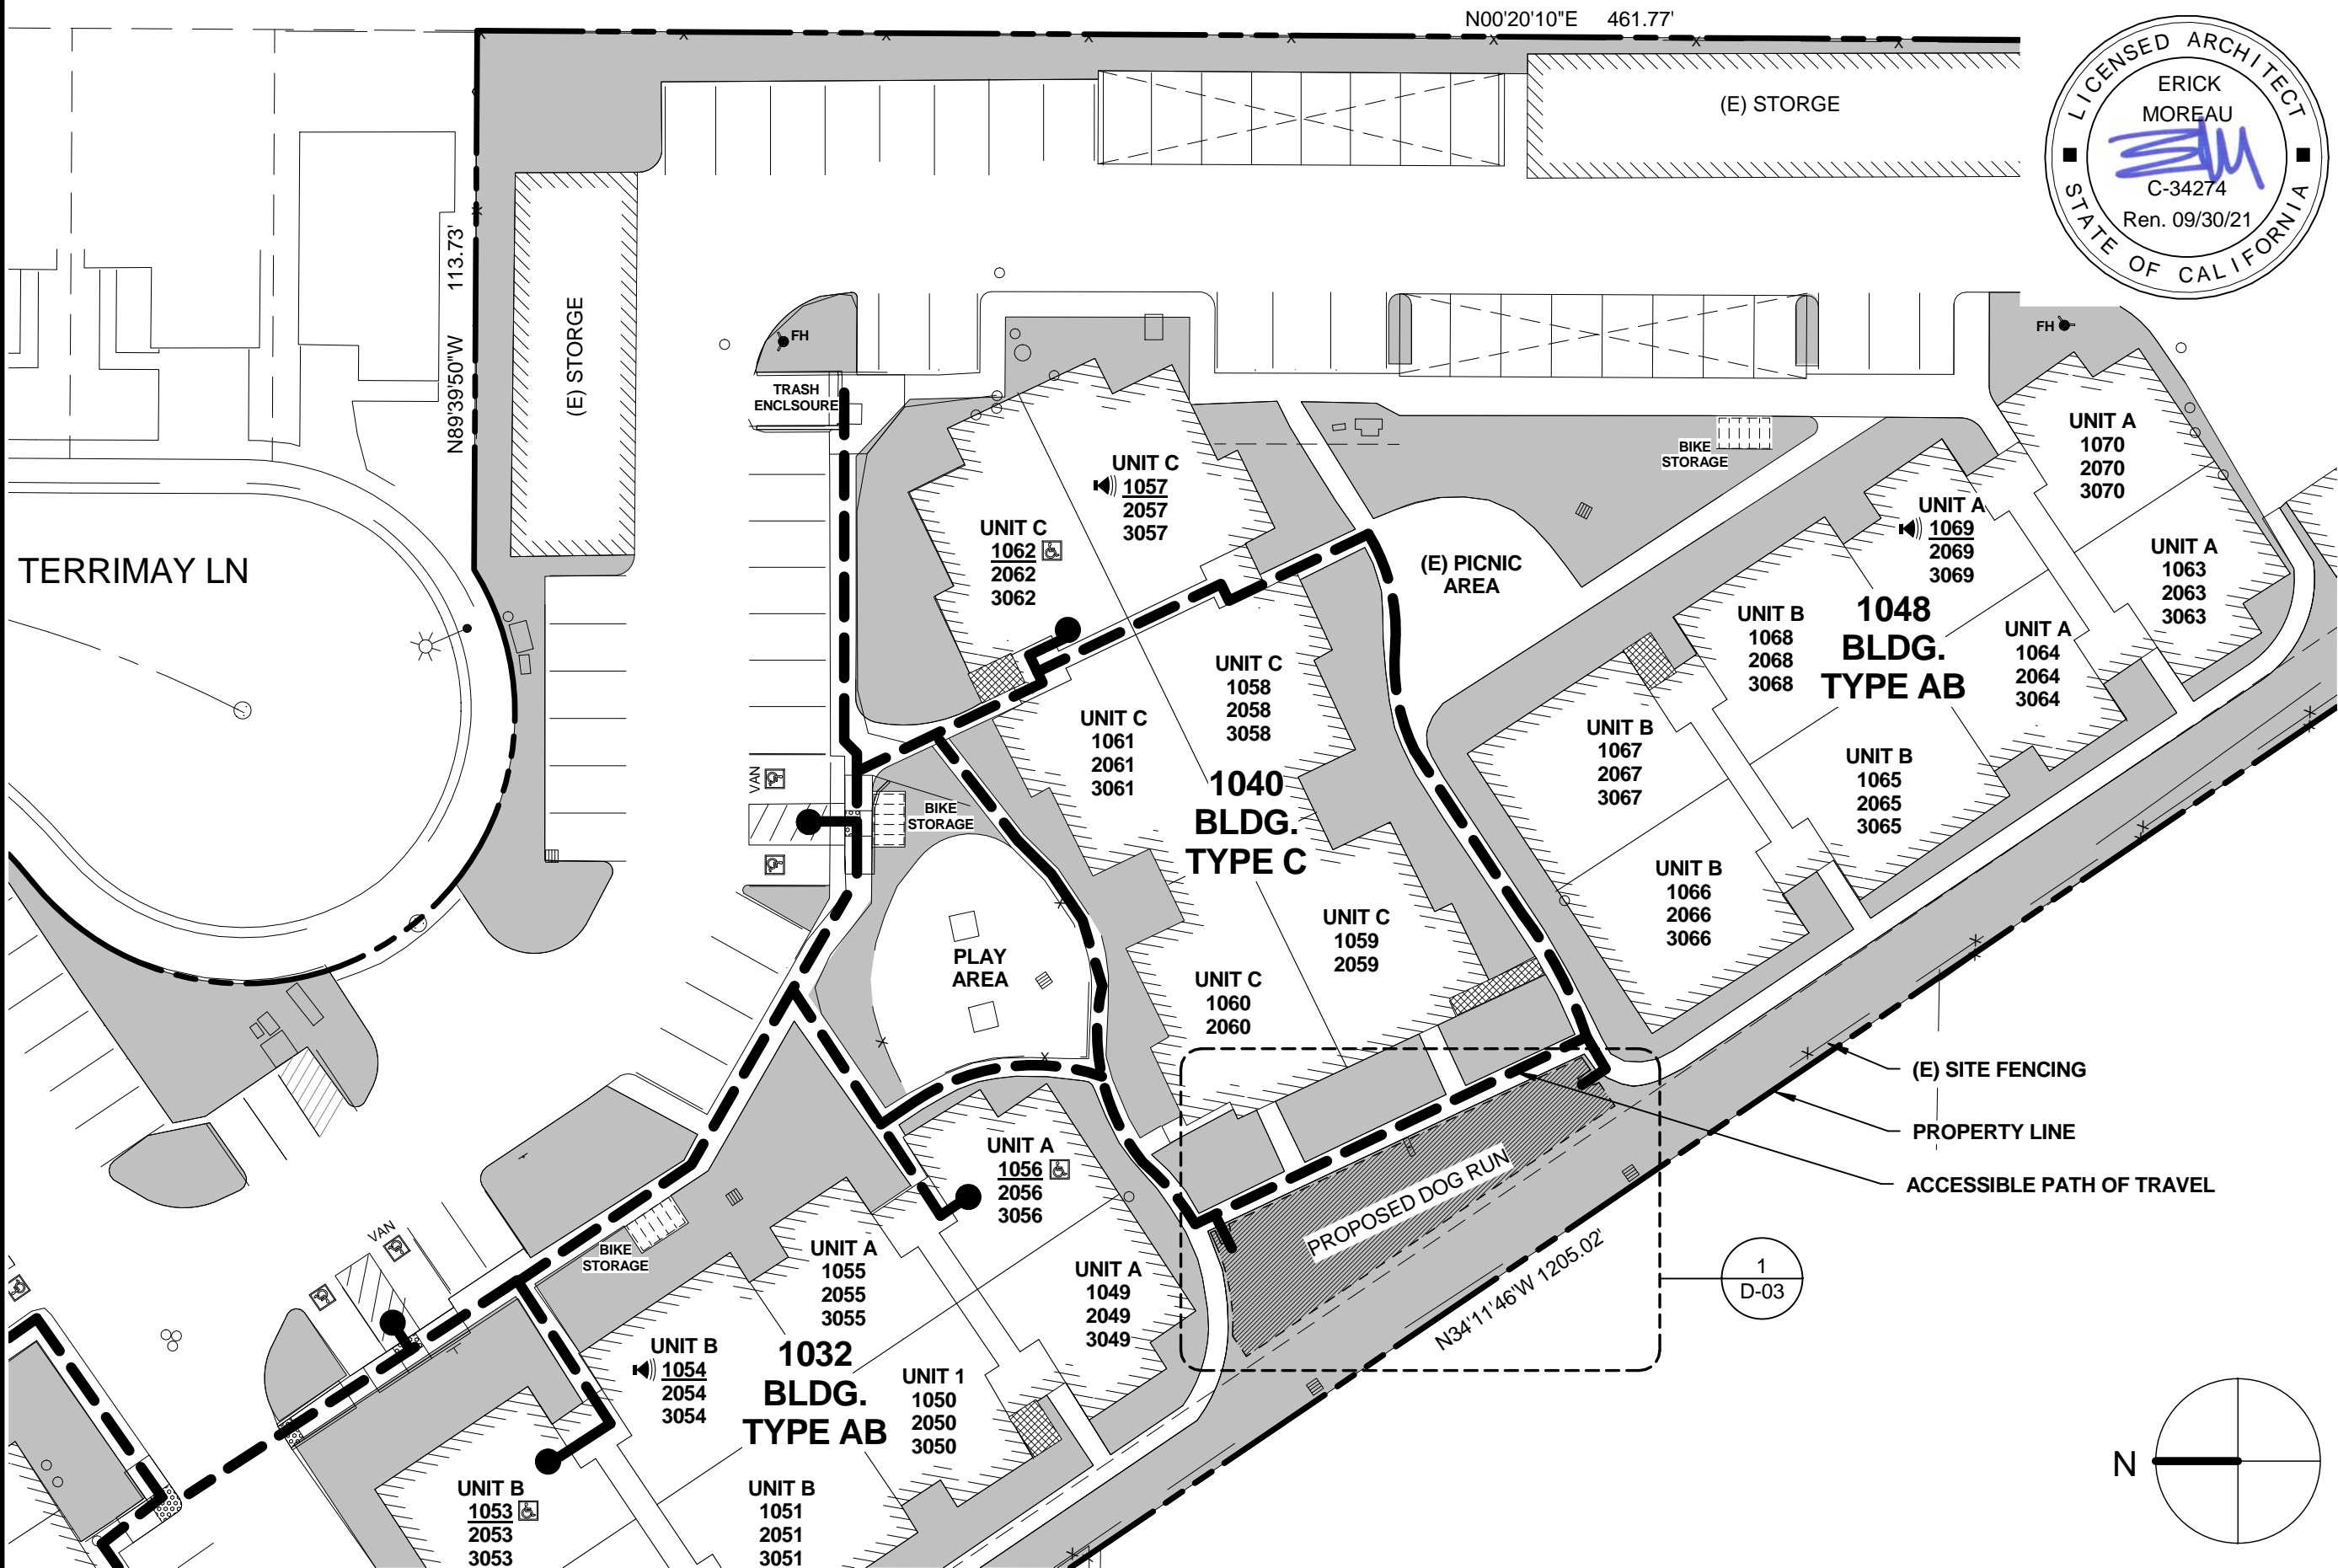 N00°20'10"E 461.77'
LICENSED ARCHITECT
ERICK
MOREAU
C-34274
Ren. 09/30/21
STATE OF CALIFORNIA
(E) STORGE
N89°39'50"W 113.73'
(E) STORGE
FH
TRASH
ENCLSOURE
FH
TERRIMAY LN
UNIT C
1057
2057
3057
UNIT C
1062
2062
3062
BIKE
STORAGE
(E) PICNIC
AREA
UNIT A
1070
2070
3070
UNIT A
1069
2069
3069
UNIT A
1063
2063
3063
UNIT B
1068
2068
3068
1048
BLDG.
TYPE AB
UNIT A
1064
2064
3064
UNIT C
1058
2058
3058
UNIT C
1061
2061
3061
UNIT B
1067
2067
3067
UNIT B
1065
2065
3065
1040
BLDG.
TYPE C
VAN
BIKE
STORAGE
UNIT B
1066
2066
3066
PLAY
AREA
UNIT C
1059
2059
UNIT C
1060
2060
(E) SITE FENCING
PROPERTY LINE
ACCESSIBLE PATH OF TRAVEL
UNIT A
1056
2056
3056
PROPOSED DOG RUN
N34°11'46"W 1205.02'
1
D-03
VAN
BIKE
STORAGE
UNIT A
1055
2055
3055
UNIT A
1049
2049
3049
UNIT B
1054
2054
3054
1032
BLDG.
TYPE AB
UNIT 1
1050
2050
3050
UNIT B
1053
2053
3053
UNIT B
1051
2051
3051
N